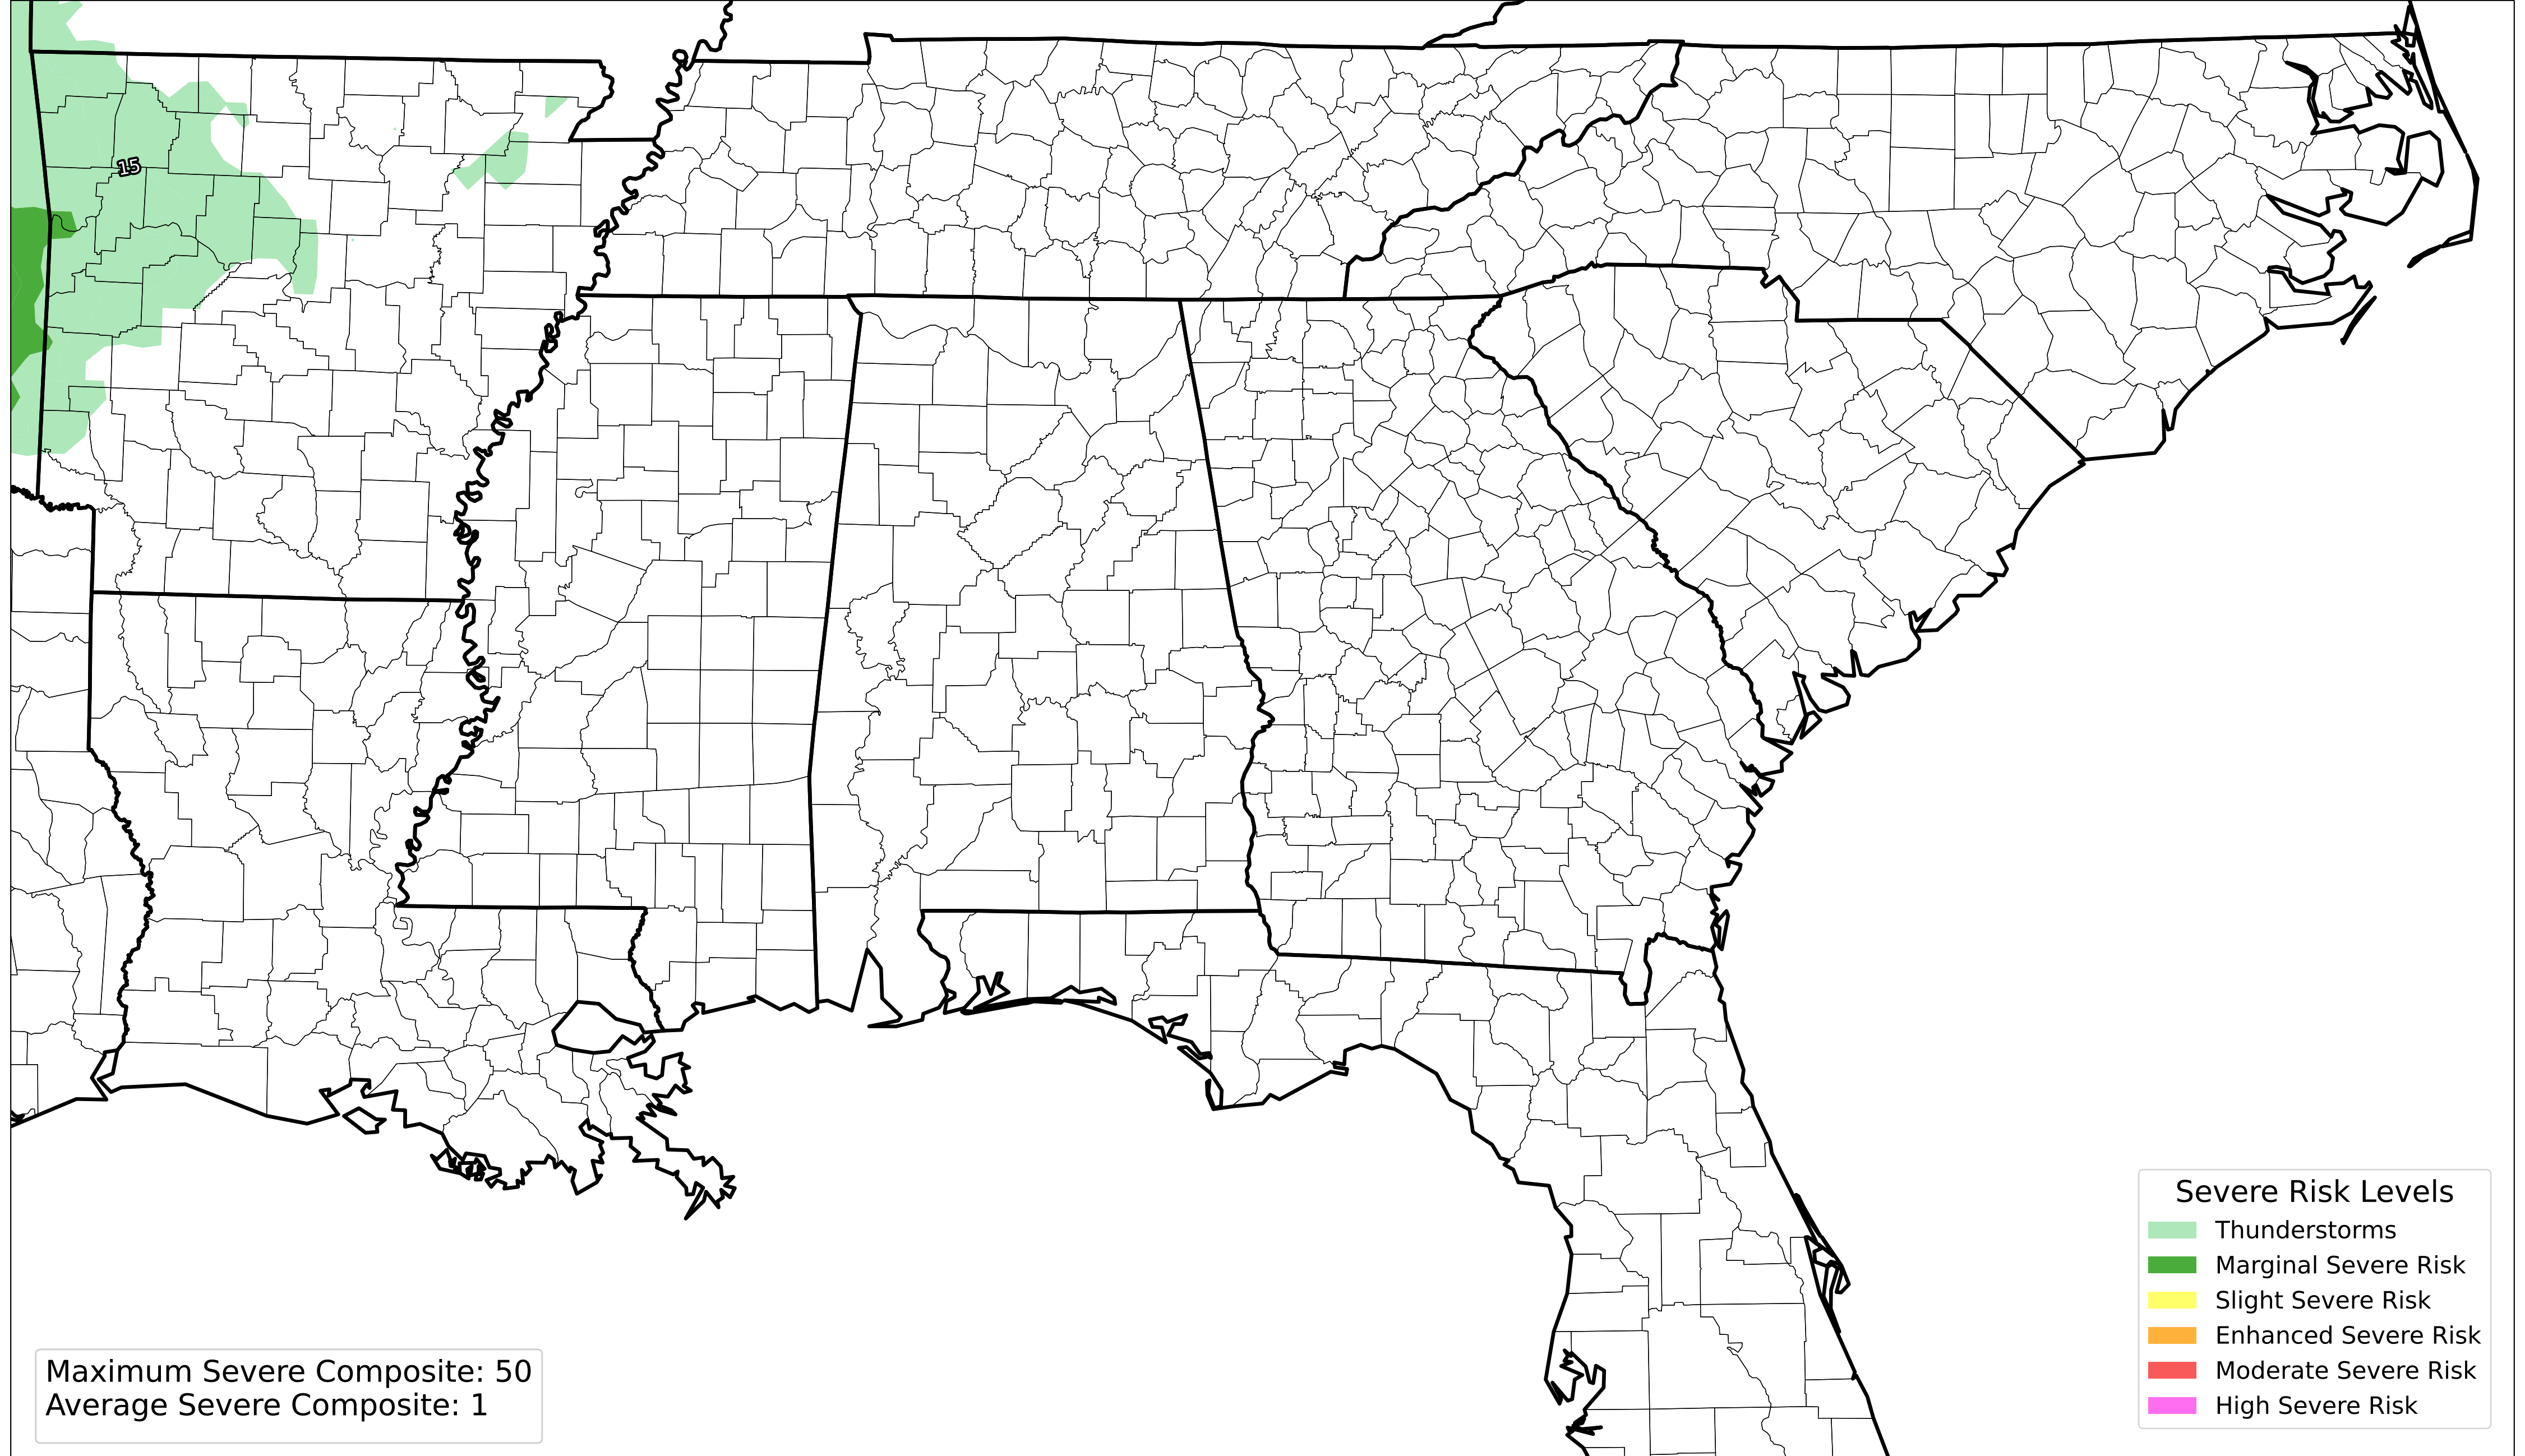 15
Severe Risk Levels
Thunderstorms
Marginal Severe Risk
Slight Severe Risk
Enhanced Severe Risk
Moderate Severe Risk
High Severe Risk
Maximum Severe Composite: 50
Average Severe Composite: 1